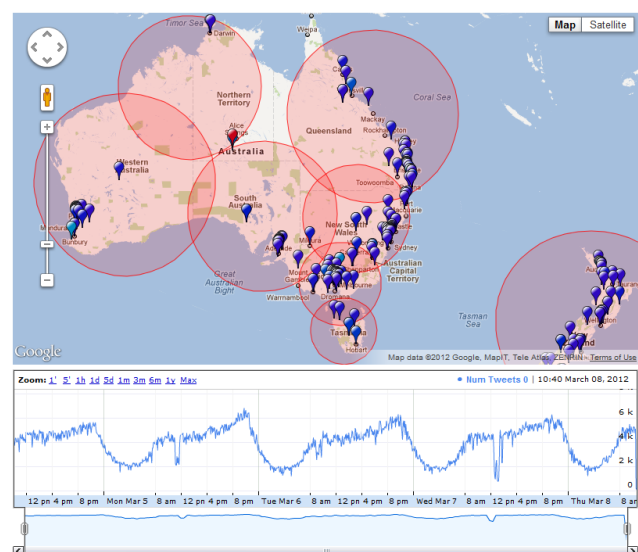 Timor Sea
Darwin
Weipa
Map
Satellite
Coral Sea
Northern
Territory
Mackay
Queensland
Alice
Springs
Australia
Western
Australia
Toowoomba
South
Australia
New South
Wales
Mildura
Sydney
Bunbury
Australian
Capital
Territory
Great
Australian
Bight
Mount
Gambier
Warrnambool
Dromana
Tasman
Sea
Hobart
Google
Map data ©2012 Google, MapIT, Tele Atlas, ZENRIN - Terms of Use
Zoom: 1' 5' 1h 1d 5d 1m 3m 6m 1y Max
Num Tweets 0 | 10:40 March 08, 2012
6 k
4 k
2 k
0
12 pm 4 pm 8 pm Mon Mar 5 8 am 12 pm 4 pm 8 pm Tue Mar 6 8 am 12 pm 4 pm 8 pm Wed Mar 7 8 am 12 pm 4 pm 8 pm Thu Mar 8 8 am